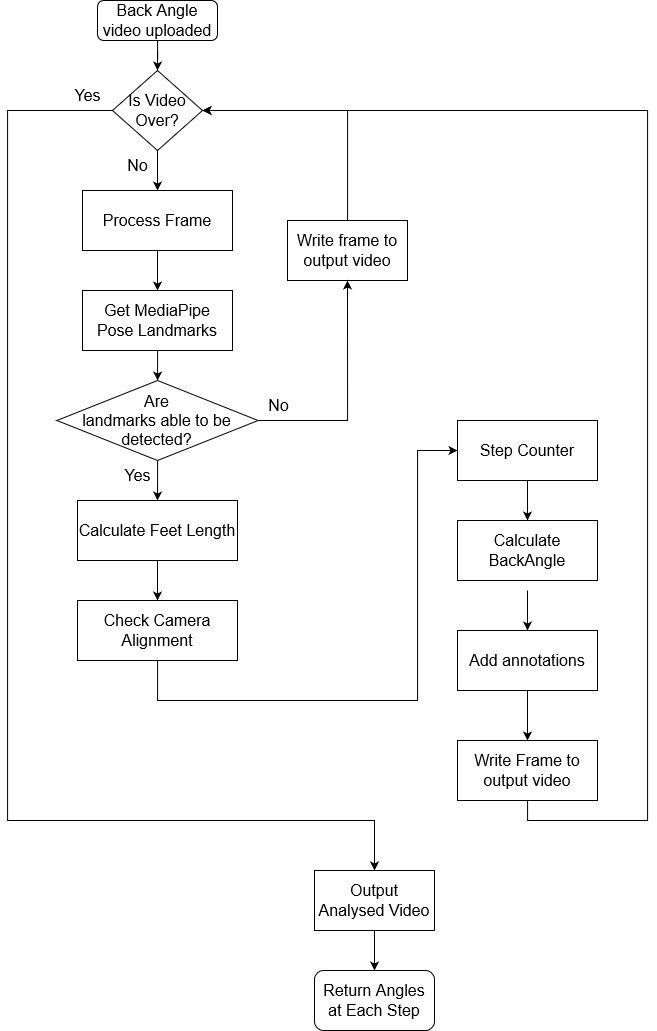 Back Angle
video uploaded
Yes
Is Video
Over?
No
Process Frame
Write frame to
output video
Get MediaPipe
Pose Landmarks
Are
landmarks able to be
detected?
No
Yes
Step Counter
Calculate Feet Length
Calculate
BackAngle
Check Camera
Alignment
Add annotations
Write Frame to
output video
Output
Analysed Video
Return Angles
at Each Step